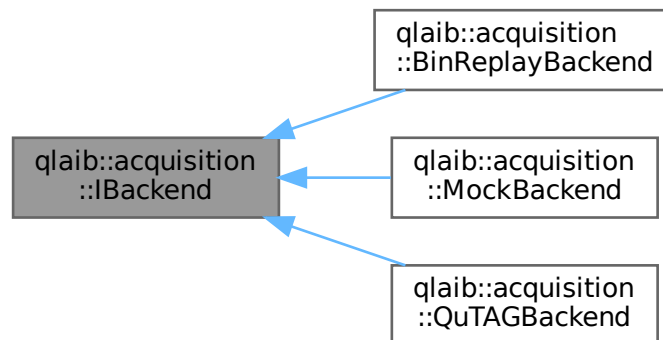 qlaib::acquisition
::IBackend
qlaib::acquisition
::BinReplayBackend
qlaib::acquisition
::MockBackend
qlaib::acquisition
::QuTAGBackend